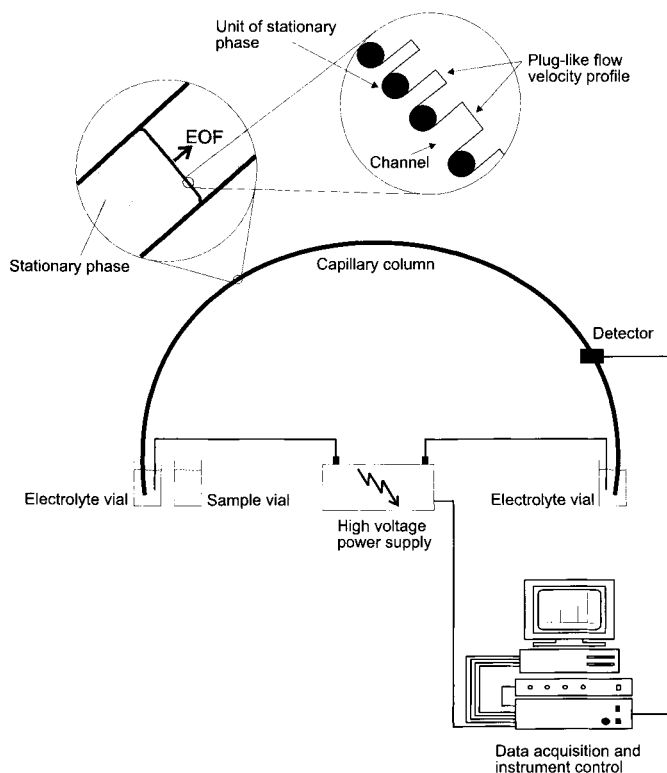 Unit of stationary
phase
Plug-like flow
velocity profile
EOF
Channel
Stationary phase
Capillary column
Detector
Electrolyte vial
Sample vial
Electrolyte vial
High voltage
power supply
Data acquisition and
instrument control